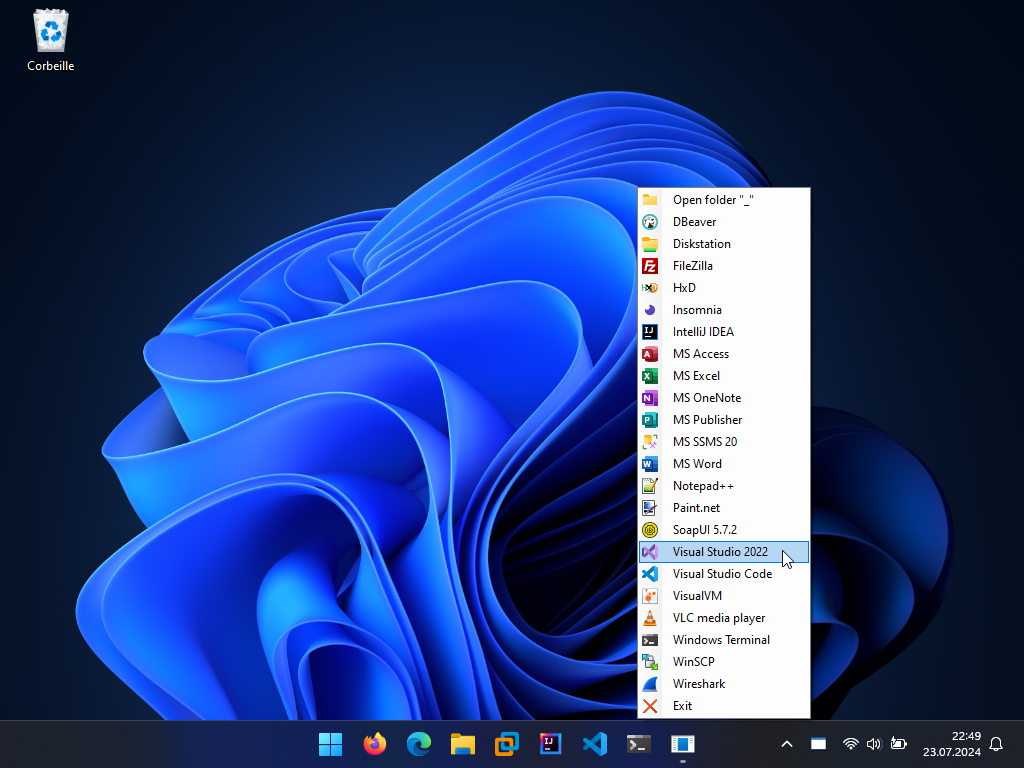 Corbeille
Open folder "_"
DBeaver
Diskstation
FileZilla
HxD
Insomnia
IntelliJ IDEA
MS Access
MS Excel
MS OneNote
MS Publisher
MS SSMS 20
MS Word
Notepad++
Paint.net
SoapUI 5.7.2
Visual Studio 2022
Visual Studio Code
VisualVM
VLC media player
Windows Terminal
WinSCP
Wireshark
Exit
22:49
23.07.2024